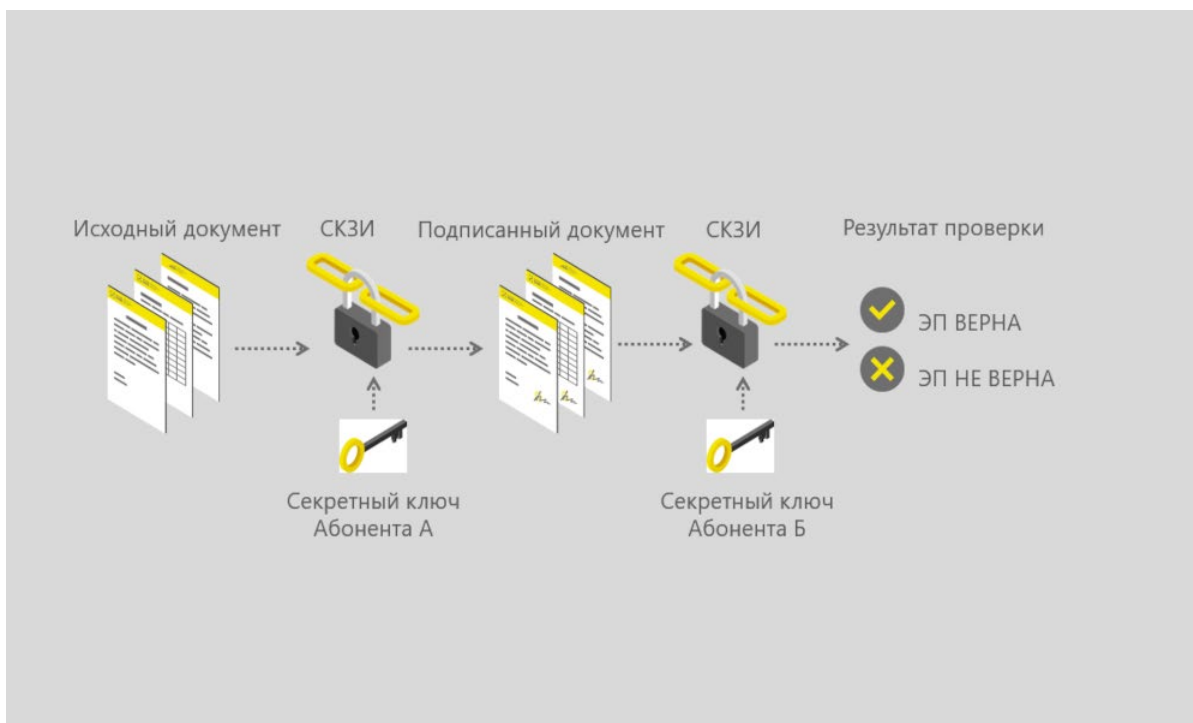 Исходный документ
СКЗИ
Подписанный документ
СКЗИ
Результат проверки
ЭП ВЕРНА
ЭП НЕ ВЕРНА
Секретный ключ
Абонента А
Секретный ключ
Абонента Б